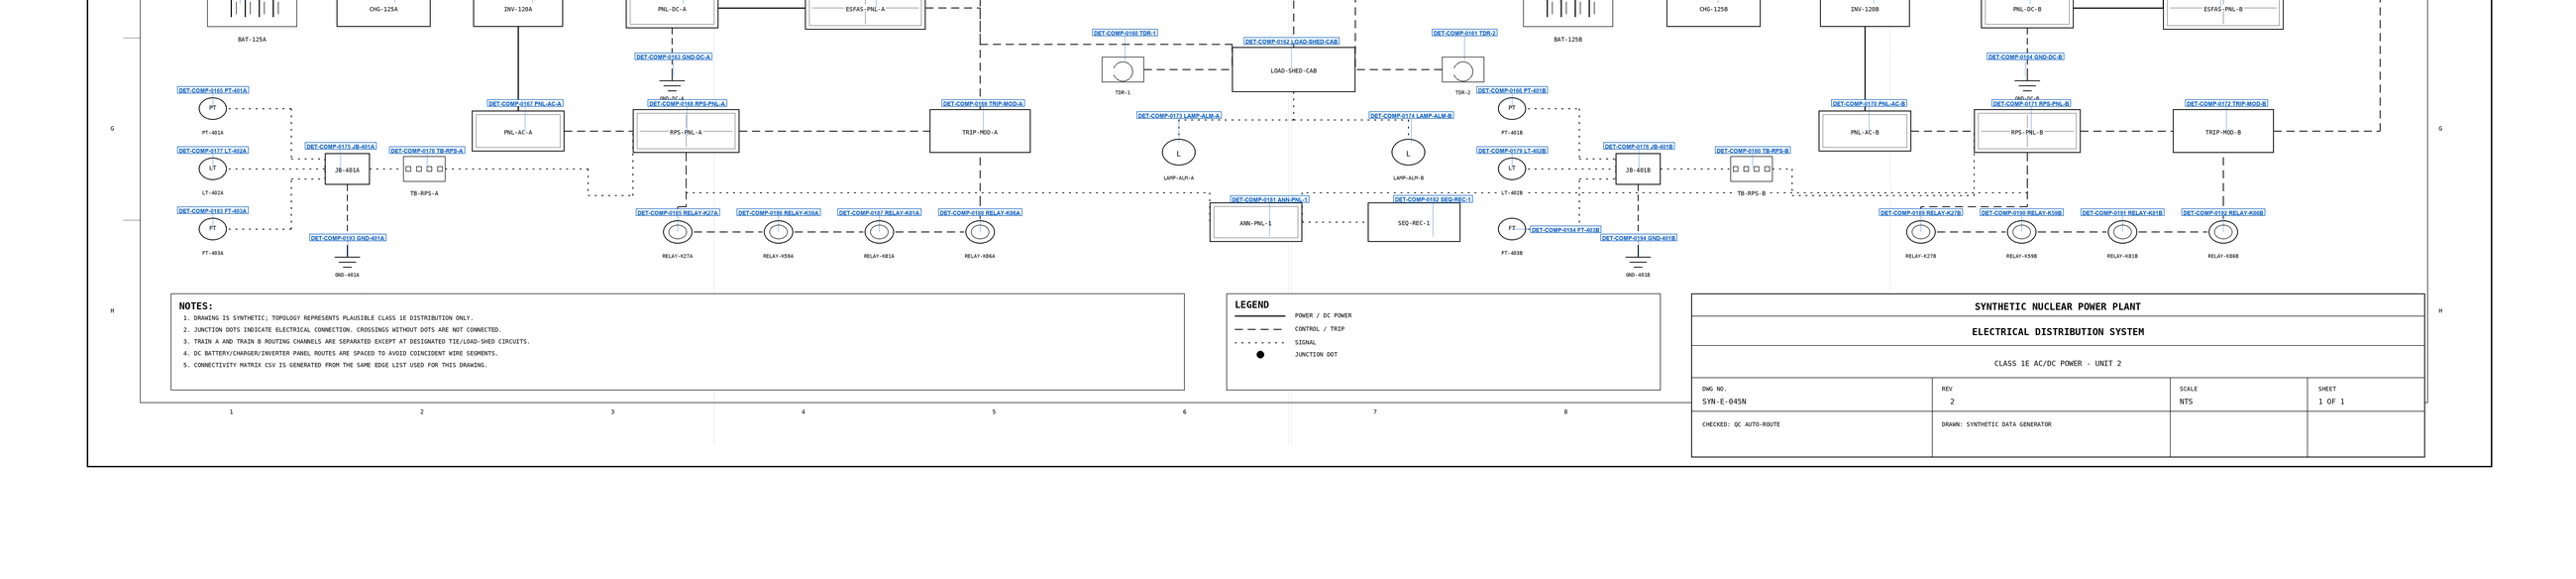 CHG-125A
INV-120A
PNL-DC-A
ESFAS-PNL-A
CHG-125B
INV-120B
PNL-DC-B
ESFAS-PNL-B
BAT-125A
BAT-125B
DET-COMP-0160 TDR-1
DET-COMP-0162 LOAD-SHED-CAB
DET-COMP-0161 TDR-2
DET-COMP-0163 GND-DC-A
DET-COMP-0164 GND-DC-B
LOAD-SHED-CAB
TDR-1
TDR-2
GND-DC-A
GND-DC-B
DET-COMP-0165 PT-401A
DET-COMP-0166 PT-401B
DET-COMP-0167 PNL-AC-A
DET-COMP-0168 RPS-PNL-A
DET-COMP-0169 TRIP-MOD-A
DET-COMP-0170 PNL-AC-B
DET-COMP-0171 RPS-PNL-B
DET-COMP-0172 TRIP-MOD-B
PT
PT
DET-COMP-0173 LAMP-ALM-A
DET-COMP-0174 LAMP-ALM-B
G
PT-401A
PNL-AC-A
RPS-PNL-A
TRIP-MOD-A
PT-401B
PNL-AC-B
RPS-PNL-B
TRIP-MOD-B
G
DET-COMP-0177 LT-402A
DET-COMP-0175 JB-401A
DET-COMP-0178 TB-RPS-A
L
L
DET-COMP-0179 LT-402B
DET-COMP-0176 JB-401B
DET-COMP-0180 TB-RPS-B
LT
JB-401A
LT
JB-401B
LAMP-ALM-A
LAMP-ALM-B
LT-402A
TB-RPS-A
LT-402B
TB-RPS-B
DET-COMP-0181 ANN-PNL-1
DET-COMP-0182 SEQ-REC-1
DET-COMP-0183 FT-403A
DET-COMP-0185 RELAY-K27A
DET-COMP-0186 RELAY-K59A
DET-COMP-0187 RELAY-K81A
DET-COMP-0188 RELAY-K86A
DET-COMP-0189 RELAY-K27B
DET-COMP-0190 RELAY-K59B
DET-COMP-0191 RELAY-K81B
DET-COMP-0192 RELAY-K86B
ANN-PNL-1
SEQ-REC-1
FT
FT
DET-COMP-0184 FT-403B
DET-COMP-0193 GND-401A
DET-COMP-0194 GND-401B
FT-403A
RELAY-K27A
RELAY-K59A
RELAY-K81A
RELAY-K86A
FT-403B
RELAY-K27B
RELAY-K59B
RELAY-K81B
RELAY-K86B
GND-401A
GND-401B
H
H
NOTES:
1. DRAWING IS SYNTHETIC; TOPOLOGY REPRESENTS PLAUSIBLE CLASS 1E DISTRIBUTION ONLY.
2. JUNCTION DOTS INDICATE ELECTRICAL CONNECTION. CROSSINGS WITHOUT DOTS ARE NOT CONNECTED.
3. TRAIN A AND TRAIN B ROUTING CHANNELS ARE SEPARATED EXCEPT AT DESIGNATED TIE/LOAD-SHED CIRCUITS.
4. DC BATTERY/CHARGER/INVERTER PANEL ROUTES ARE SPACED TO AVOID COINCIDENT WIRE SEGMENTS.
5. CONNECTIVITY MATRIX CSV IS GENERATED FROM THE SAME EDGE LIST USED FOR THIS DRAWING.
LEGEND
POWER / DC POWER
CONTROL / TRIP
SIGNAL
JUNCTION DOT
SYNTHETIC NUCLEAR POWER PLANT
ELECTRICAL DISTRIBUTION SYSTEM
CLASS 1E AC/DC POWER - UNIT 2
DWG NO.
SYN-E-045N
REV
2
SCALE
NTS
SHEET
1 OF 1
CHECKED: QC AUTO-ROUTE
DRAWN: SYNTHETIC DATA GENERATOR
1 2 3 4 5 6 7 8